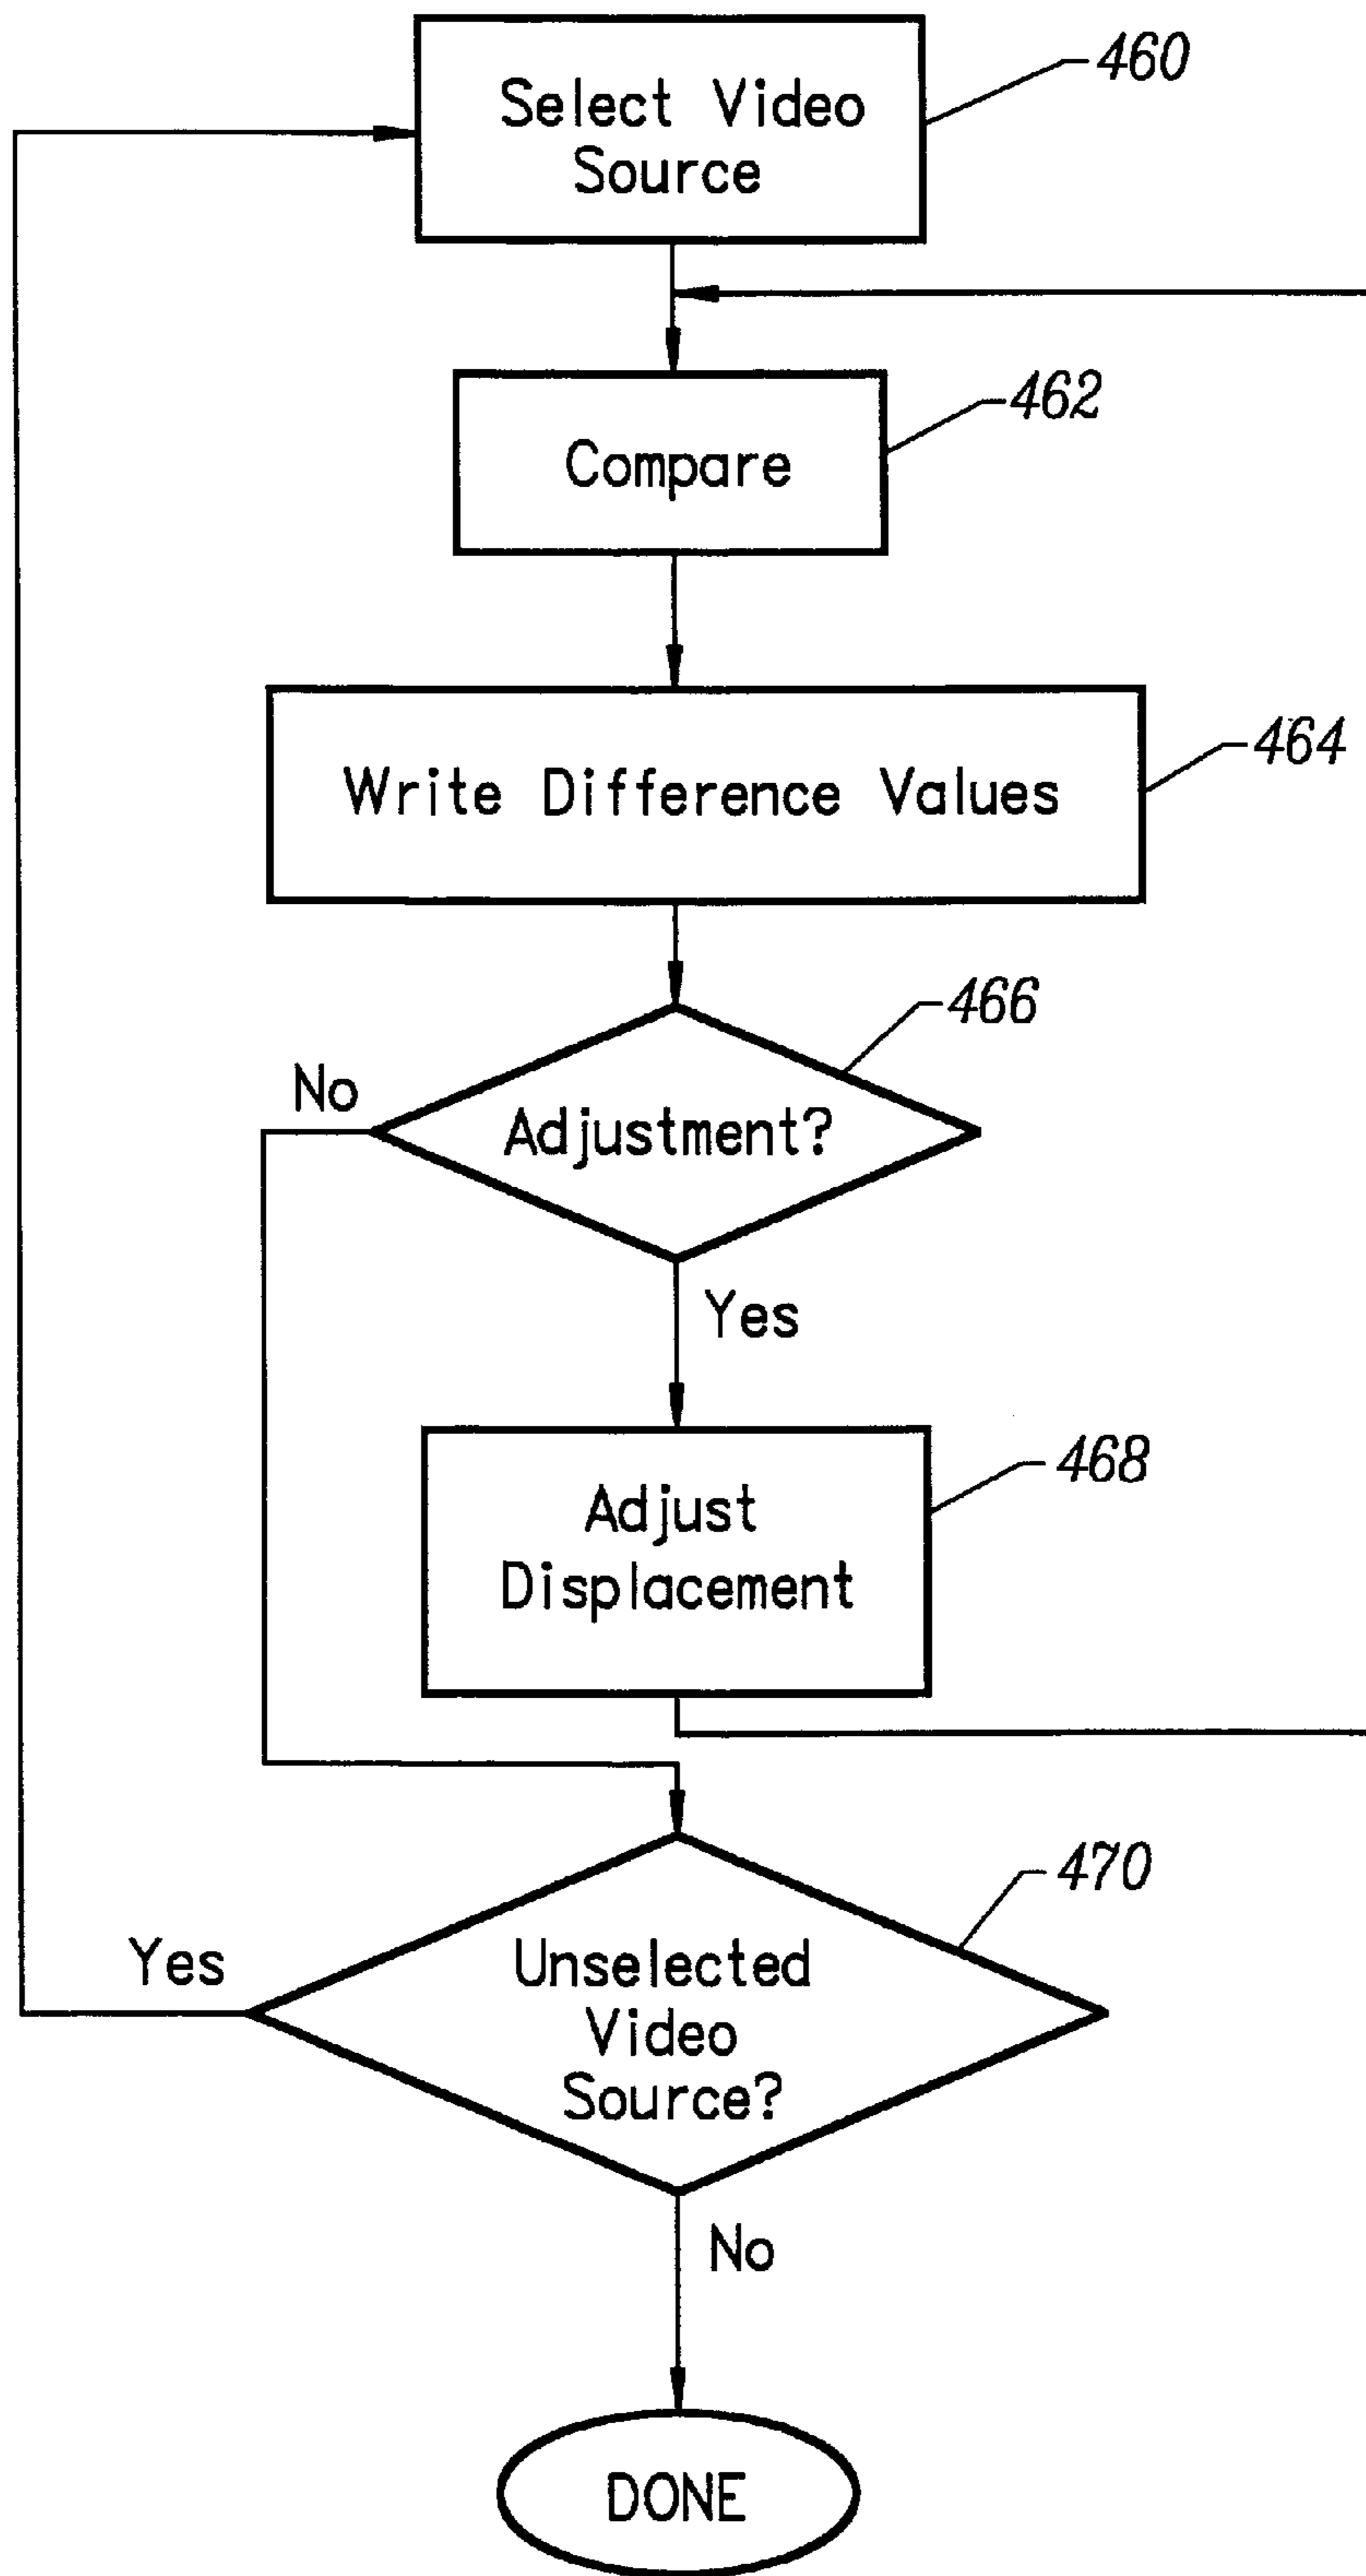 Select Video
Source
460
Compare
462
Write Difference Values
464
466
No
Adjustment?
Yes
Adjust
Displacement
468
470
Yes
Unselected
Video
Source?
No
DONE